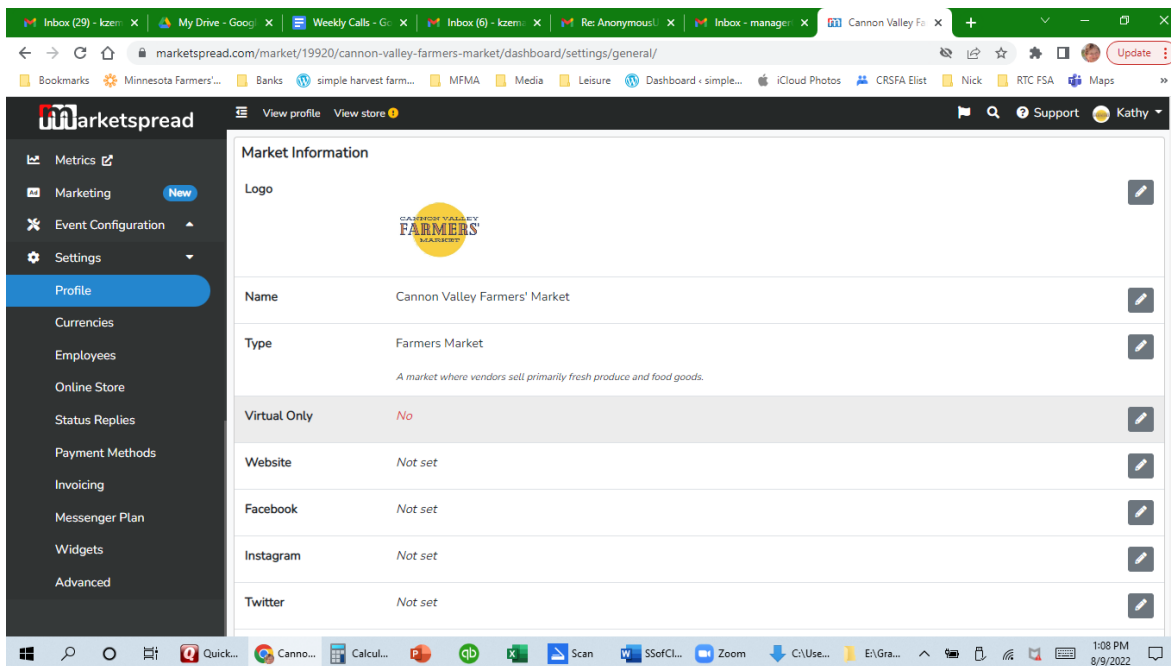 Inbox (29) - kzem
My Drive - Googl
Weekly Calls - Go
Inbox (6) - kzema
Re: AnonymousU
Inbox - manager
Cannon Valley Fa
marketspread.com/market/19920/cannon-valley-farmers-market/dashboard/settings/general/
Update
Bookmarks
Minnesota Farmers'...
Banks
simple harvest farm...
MFMA
Media
Leisure
Dashboard ‹ simple...
iCloud Photos
CRSFA Elist
Nick
RTC FSA
Maps
»
marketspread
View profile View store
Support
Kathy
Metrics
Ad Marketing New
Event Configuration
Settings
Profile
Currencies
Employees
Online Store
Status Replies
Payment Methods
Invoicing
Messenger Plan
Widgets
Advanced
Market Information
Logo
CANNON VALLEY
FARMERS'
MARKET
Name Cannon Valley Farmers' Market
Type Farmers Market
A market where vendors sell primarily fresh produce and food goods.
Virtual Only No
Website Not set
Facebook Not set
Instagram Not set
Twitter Not set
Quick...
Canno...
Calcul...
Scan
SSofCl...
Zoom
C:\Use...
E:\Gra...
1:08 PM
8/9/2022